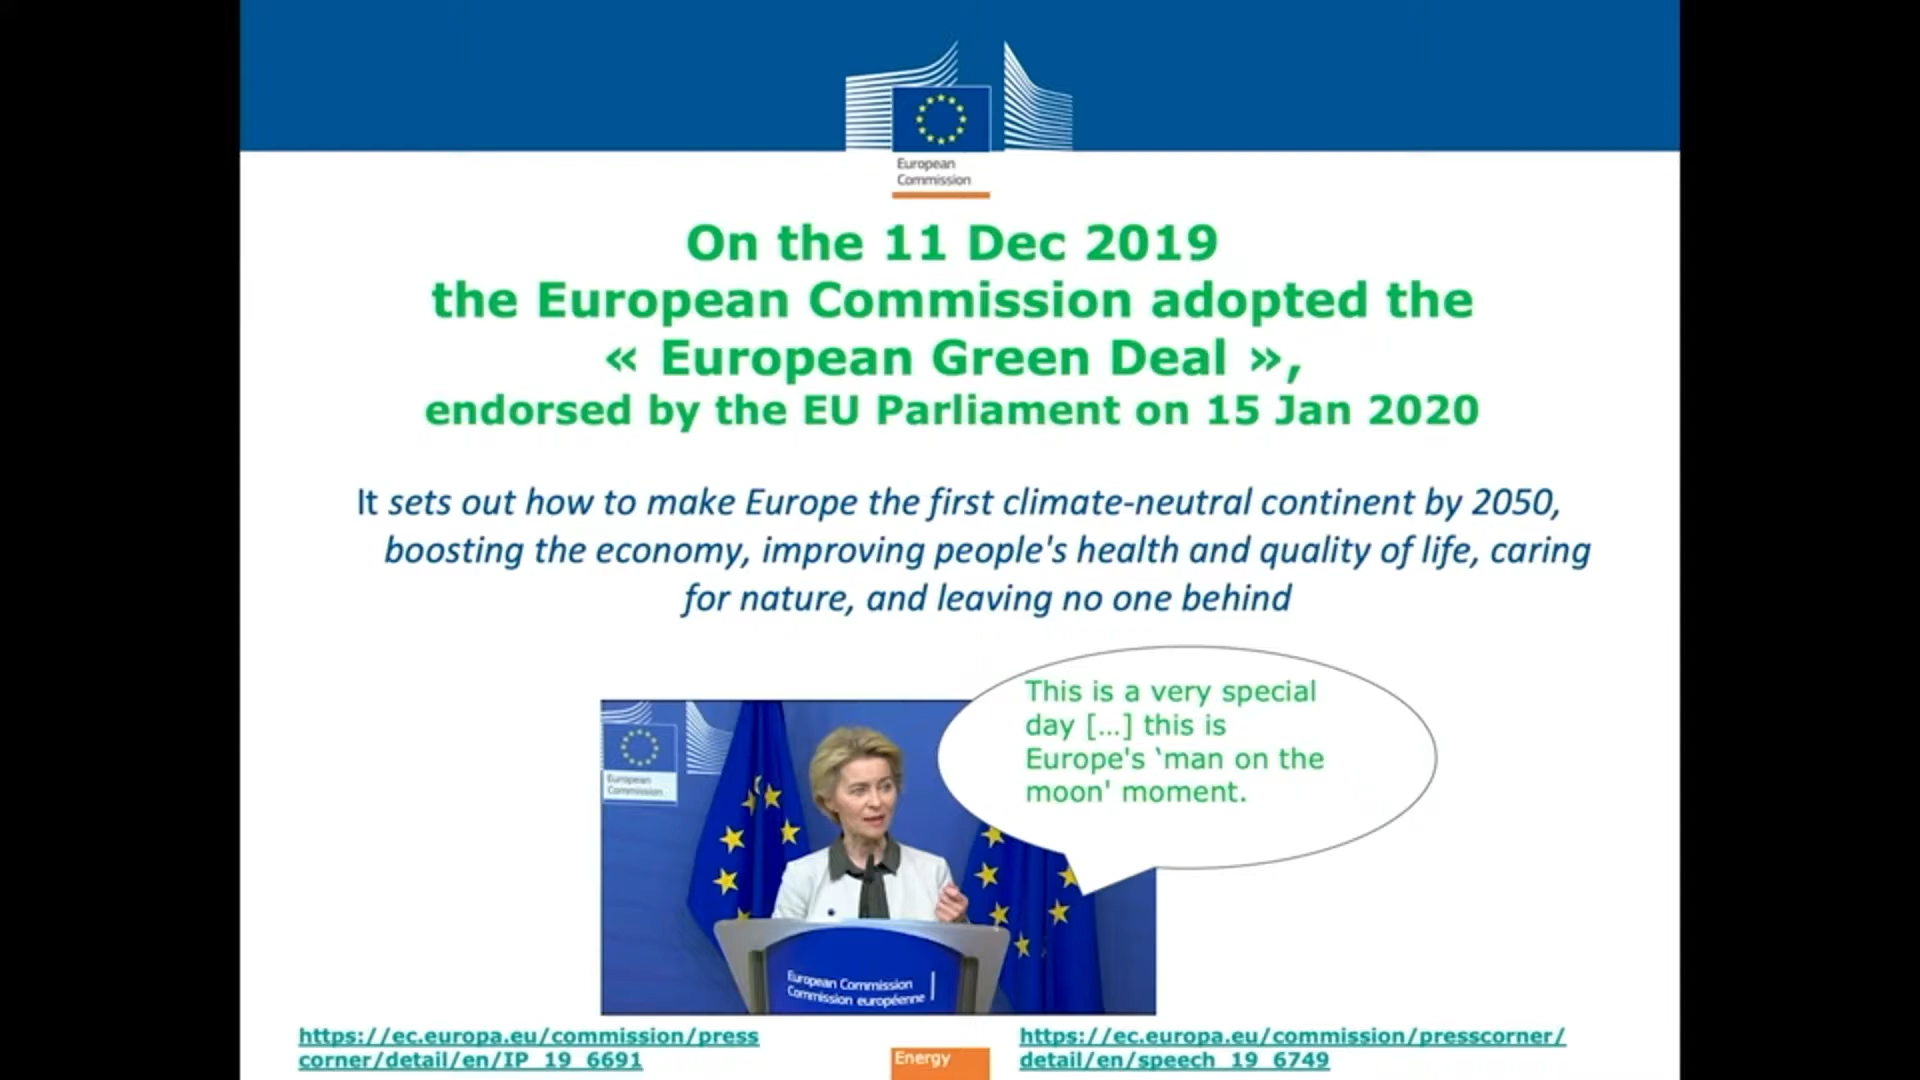 European
Commission
On the 11 Dec 2019
the European Commission adopted the
« European Green Deal »,
endorsed by the EU Parliament on 15 Jan 2020
It sets out how to make Europe the first climate-neutral continent by 2050,
boosting the economy, improving people's health and quality of life, caring
for nature, and leaving no one behind
This is a very special
day [...] this is
Europe's ‘man on the
moon' moment.
European
Commission
European Commission
Commission européenne
https://ec.europa.eu/commission/press
corner/detail/en/IP_19_6691
Energy
https://ec.europa.eu/commission/presscorner/
detail/en/speech_19_6749